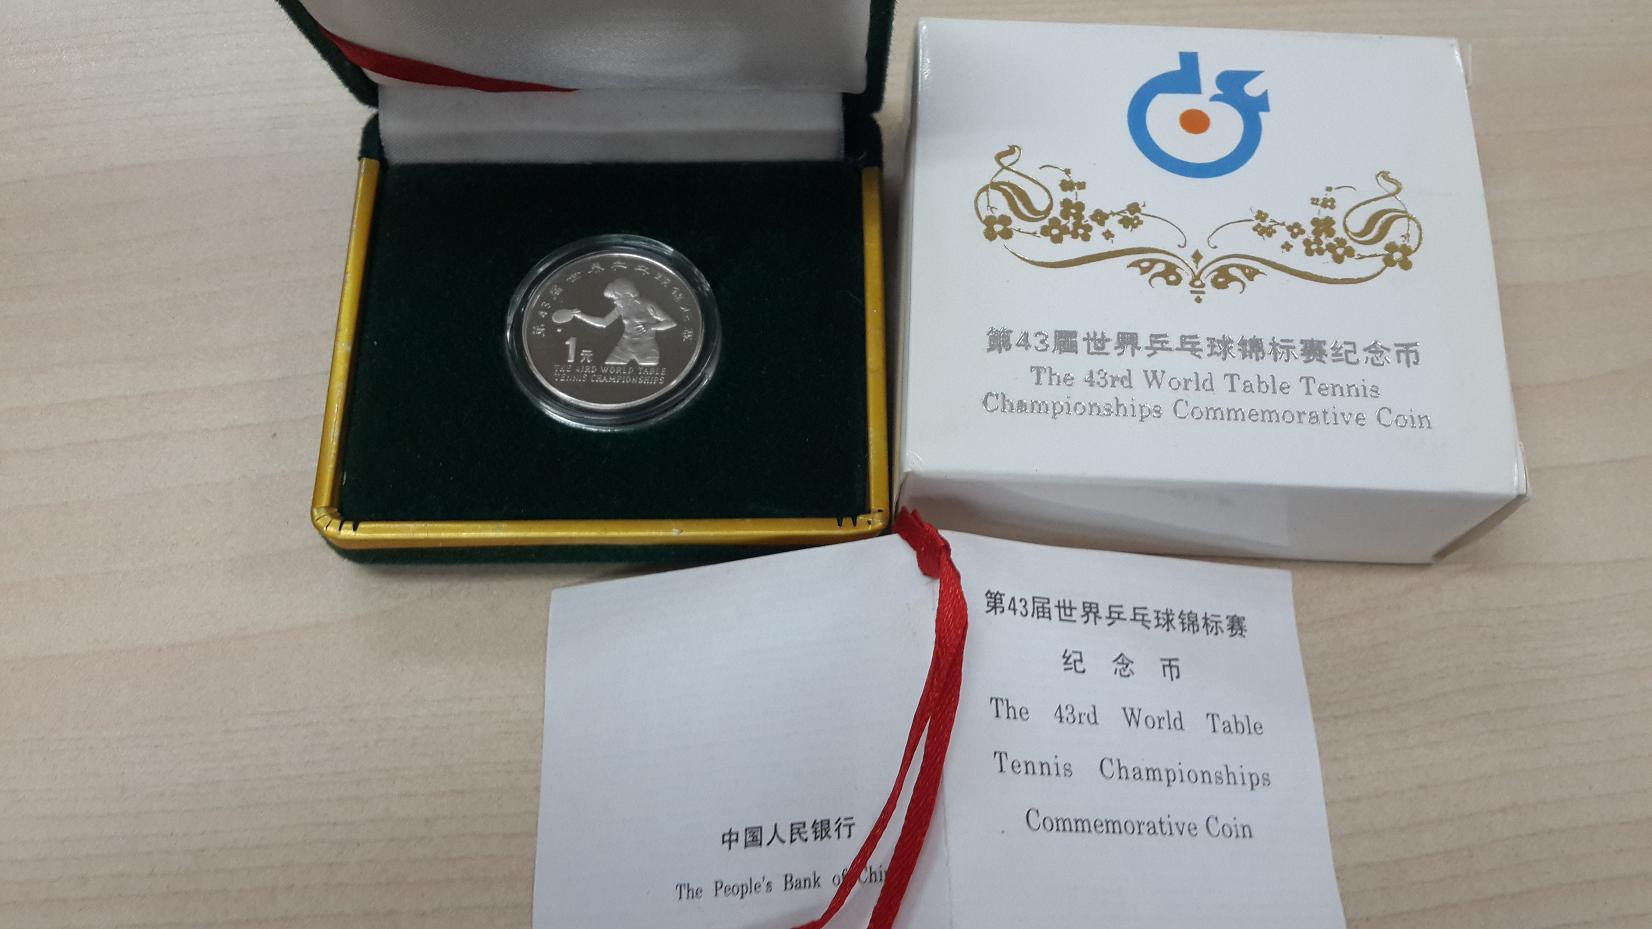 第43届世界乒乓球锦标赛
1元
THE 43RD WORLD TABLE
TENNIS CHAMPIONSHIPS
第43届世界乒乓球锦标赛纪念币
The 43rd World Table Tennis
Championships Commemorative Coin
第43届世界乒乓球锦标赛
纪 念 币
The 43rd World Table
Tennis Championships
Commemorative Coin
中国人民银行
The People's Bank of